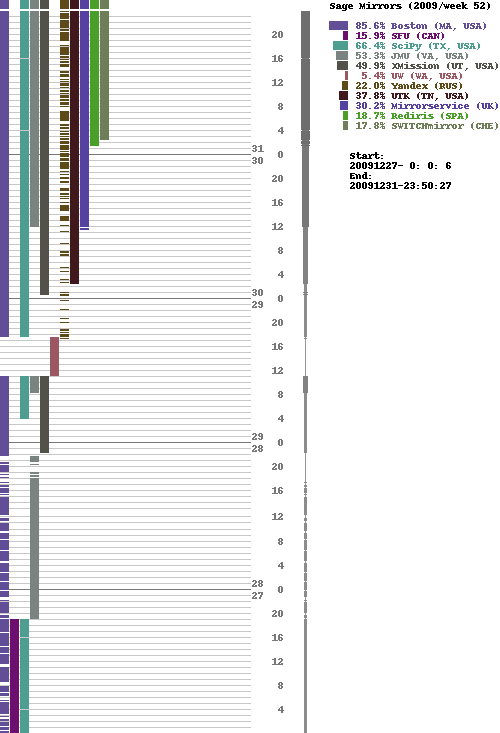 Sage Mirrors (2009/week 52)
85.6% Boston (MA, USA)
15.9% SFU (CAN)
66.4% SciPy (TX, USA)
53.3% JMU (VA, USA)
49.9% XMission (UT, USA)
5.4% UW (WA, USA)
22.0% Yandex (RUS)
37.8% UTK (TN, USA)
30.2% Mirrorservice (UK)
18.7% Rediris (SPA)
17.8% SWITCHmirror (CHE)
Start:
20091227- 0: 0: 6
End:
20091231-23:50:27
20
16
12
8
4
31
0
30
20
16
12
8
4
30
0
29
20
16
12
8
4
29
0
28
20
16
12
8
4
28
0
27
20
16
12
8
4